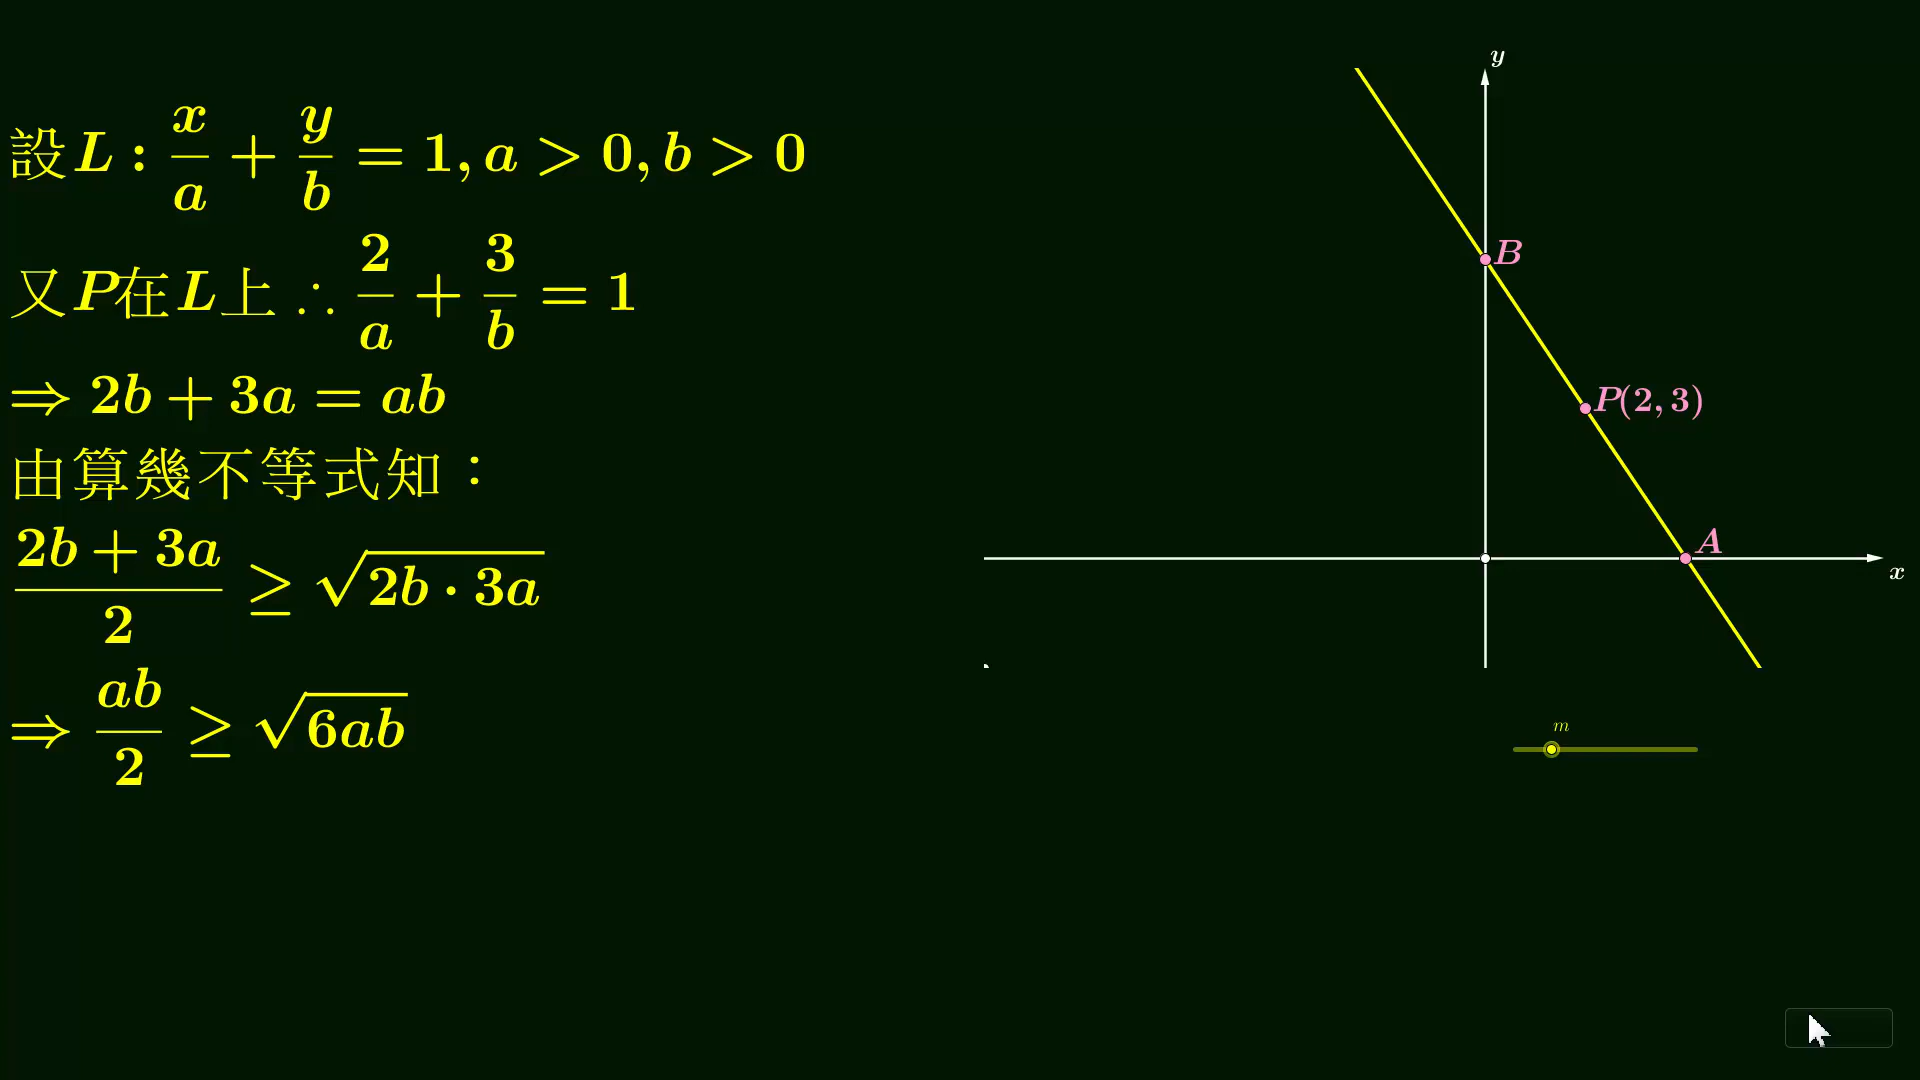 設L : x/a + y/b = 1, a > 0, b > 0
又P在L上 ∴ 2/a + 3/b = 1
⇒ 2b + 3a = ab
由算幾不等式知：
(2b + 3a)/2 ≥ √(2b · 3a)
⇒ ab/2 ≥ √(6ab)
y
B
P(2, 3)
A
x
m